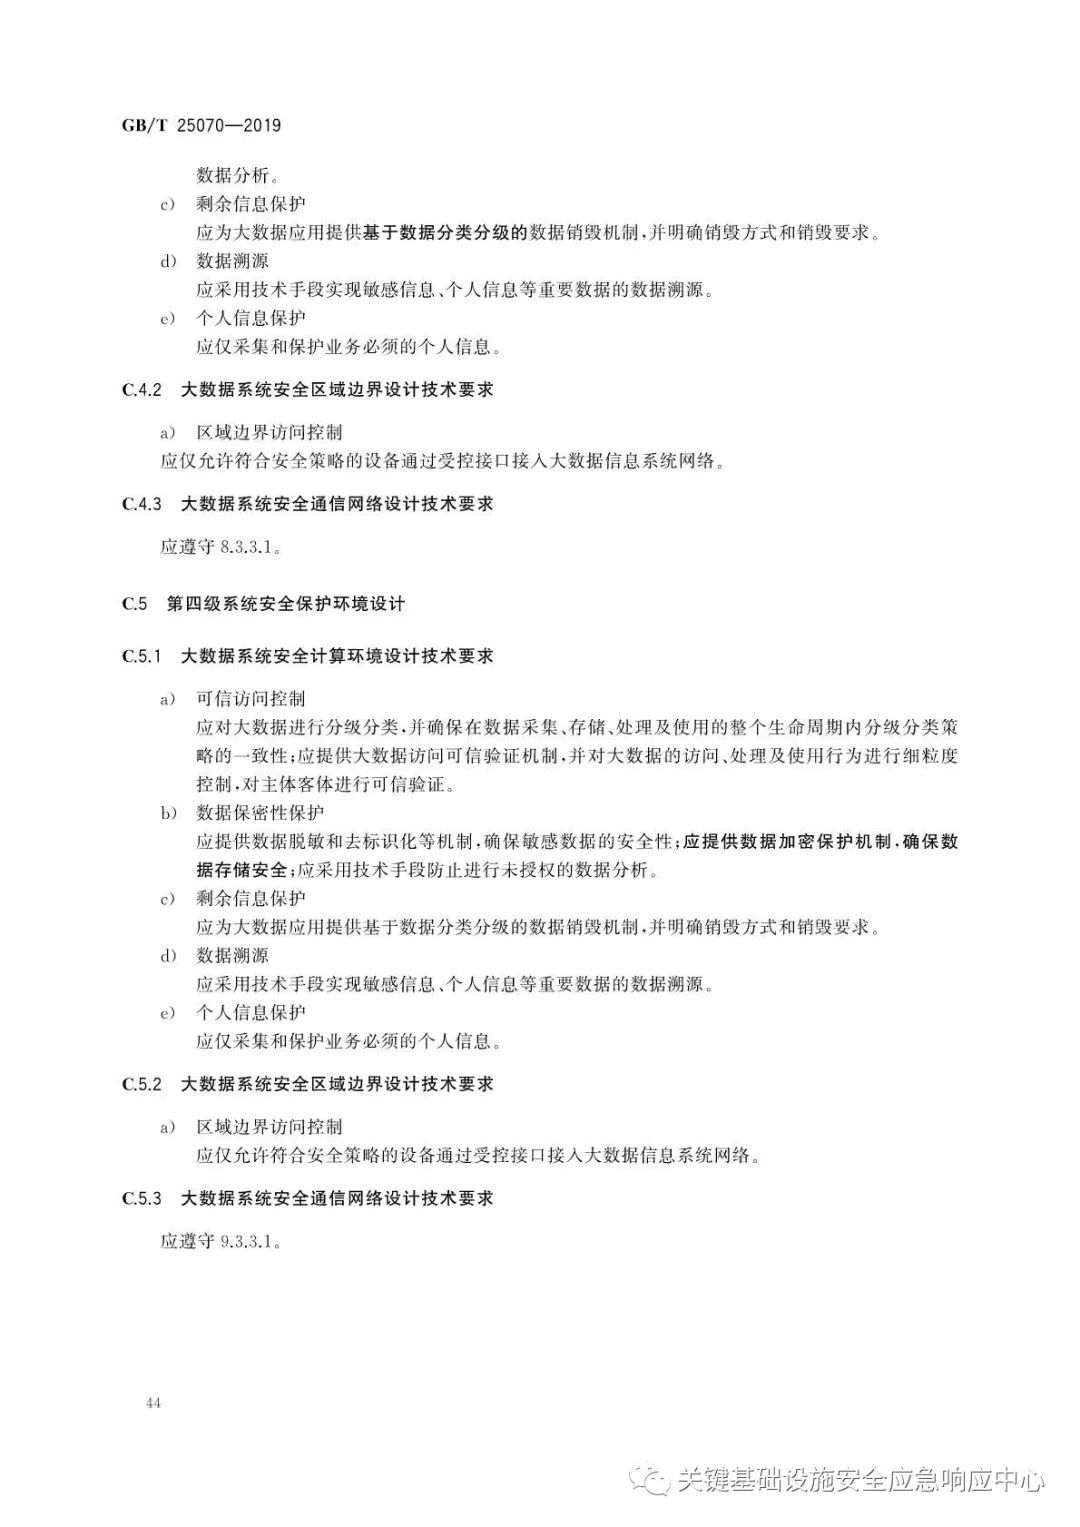 GB/T 25070—2019
数据分析。
c) 剩余信息保护
应为大数据应用提供基于数据分类分级的数据销毁机制,并明确销毁方式和销毁要求。
d) 数据溯源
应采用技术手段实现敏感信息、个人信息等重要数据的数据溯源。
e) 个人信息保护
应仅采集和保护业务必须的个人信息。
C.4.2 大数据系统安全区域边界设计技术要求
a) 区域边界访问控制
应仅允许符合安全策略的设备通过受控接口接入大数据信息系统网络。
C.4.3 大数据系统安全通信网络设计技术要求
应遵守 8.3.3.1。
C.5 第四级系统安全保护环境设计
C.5.1 大数据系统安全计算环境设计技术要求
a) 可信访问控制
应对大数据进行分级分类,并确保在数据采集、存储、处理及使用的整个生命周期内分级分类策
略的一致性;应提供大数据访问可信验证机制,并对大数据的访问、处理及使用行为进行细粒度
控制,对主体客体进行可信验证。
b) 数据保密性保护
应提供数据脱敏和去标识化等机制,确保敏感数据的安全性;应提供数据加密保护机制,确保数
据存储安全;应采用技术手段防止进行未授权的数据分析。
c) 剩余信息保护
应为大数据应用提供基于数据分类分级的数据销毁机制,并明确销毁方式和销毁要求。
d) 数据溯源
应采用技术手段实现敏感信息、个人信息等重要数据的数据溯源。
e) 个人信息保护
应仅采集和保护业务必须的个人信息。
C.5.2 大数据系统安全区域边界设计技术要求
a) 区域边界访问控制
应仅允许符合安全策略的设备通过受控接口接入大数据信息系统网络。
C.5.3 大数据系统安全通信网络设计技术要求
应遵守 9.3.3.1。
44
关键基础设施安全应急响应中心